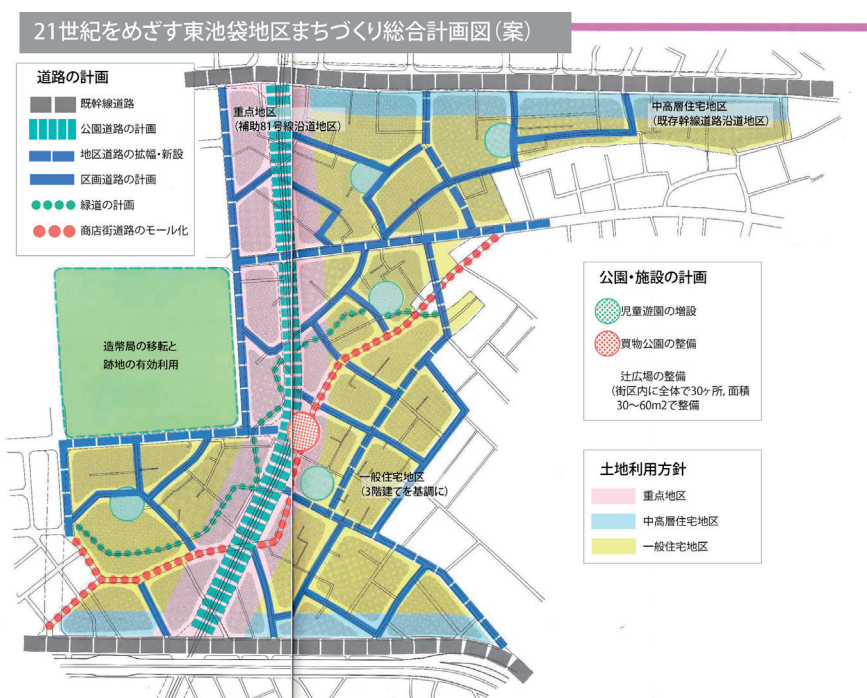 21世紀をめざす東池袋地区まちづくり総合計画図(案)
道路の計画
既幹線道路
公園道路の計画
地区道路の拡幅・新設
区画道路の計画
緑道の計画
商店街道路のモール化
重点地区
(補助81号線沿道地区)
中高層住宅地区
(既存幹線道路沿道地区)
造幣局の移転と
跡地の有効利用
一般住宅地区
(3階建てを基調に)
公園・施設の計画
児童遊園の増設
買物公園の整備
辻広場の整備
(街区内に全体で30ヶ所, 面積
30〜60m2で整備
土地利用方針
重点地区
中高層住宅地区
一般住宅地区